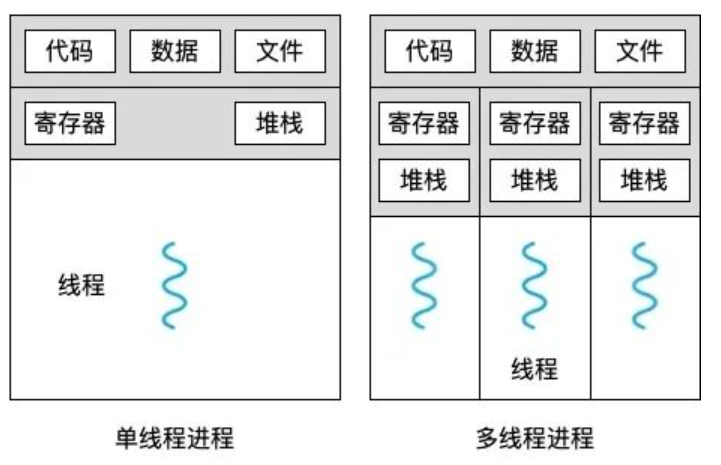 代码 数据 文件
寄存器 堆栈
线程
单线程进程
代码 数据 文件
寄存器 寄存器 寄存器
堆栈 堆栈 堆栈
线程
多线程进程